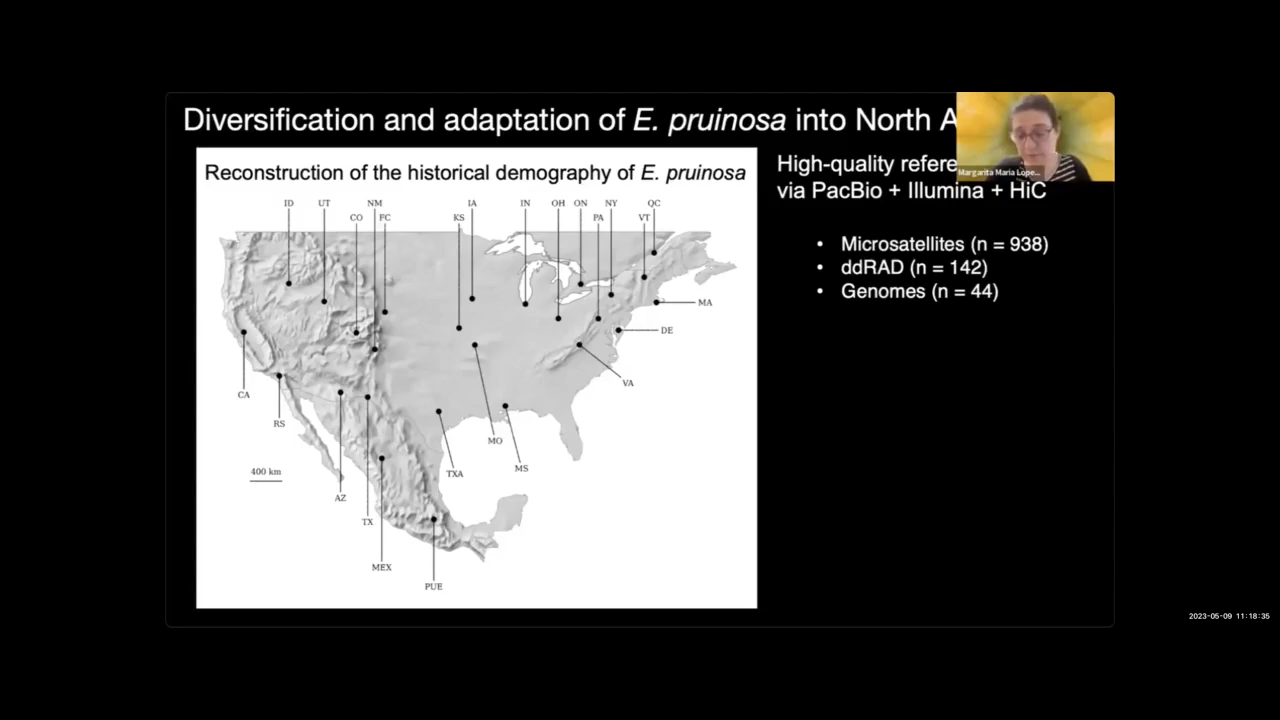 Diversification and adaptation of E. pruinosa into North A
Margarita Maria Lope...
Reconstruction of the historical demography of E. pruinosa
ID UT NM IA IN OH ON NY QC
CO FC KS PA VT
MA
DE
VA
CA
RS
MO
MS
TXA
400 km
AZ
TX
MEX
PUE
High-quality refere
via PacBio + Illumina + HiC
• Microsatellites (n = 938)
• ddRAD (n = 142)
• Genomes (n = 44)
2023-05-09 11:18:35